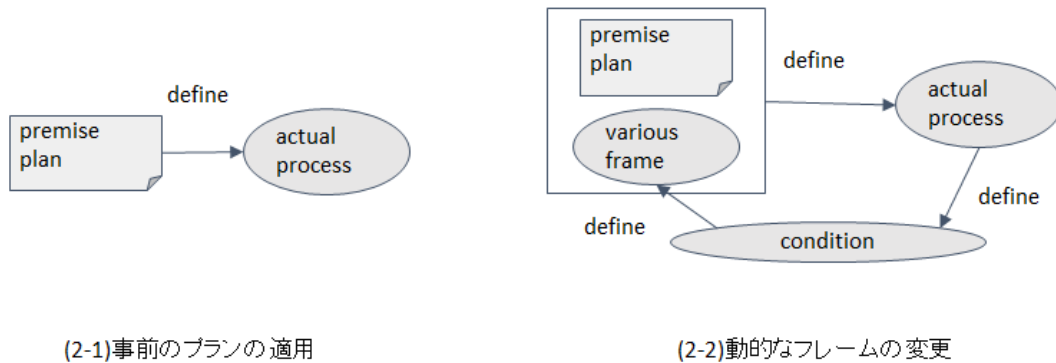 define
premise
plan
actual
process
(2-1)事前のプランの適用
premise
plan
define
actual
process
various
frame
define
define
condition
(2-2)動的なフレームの変更